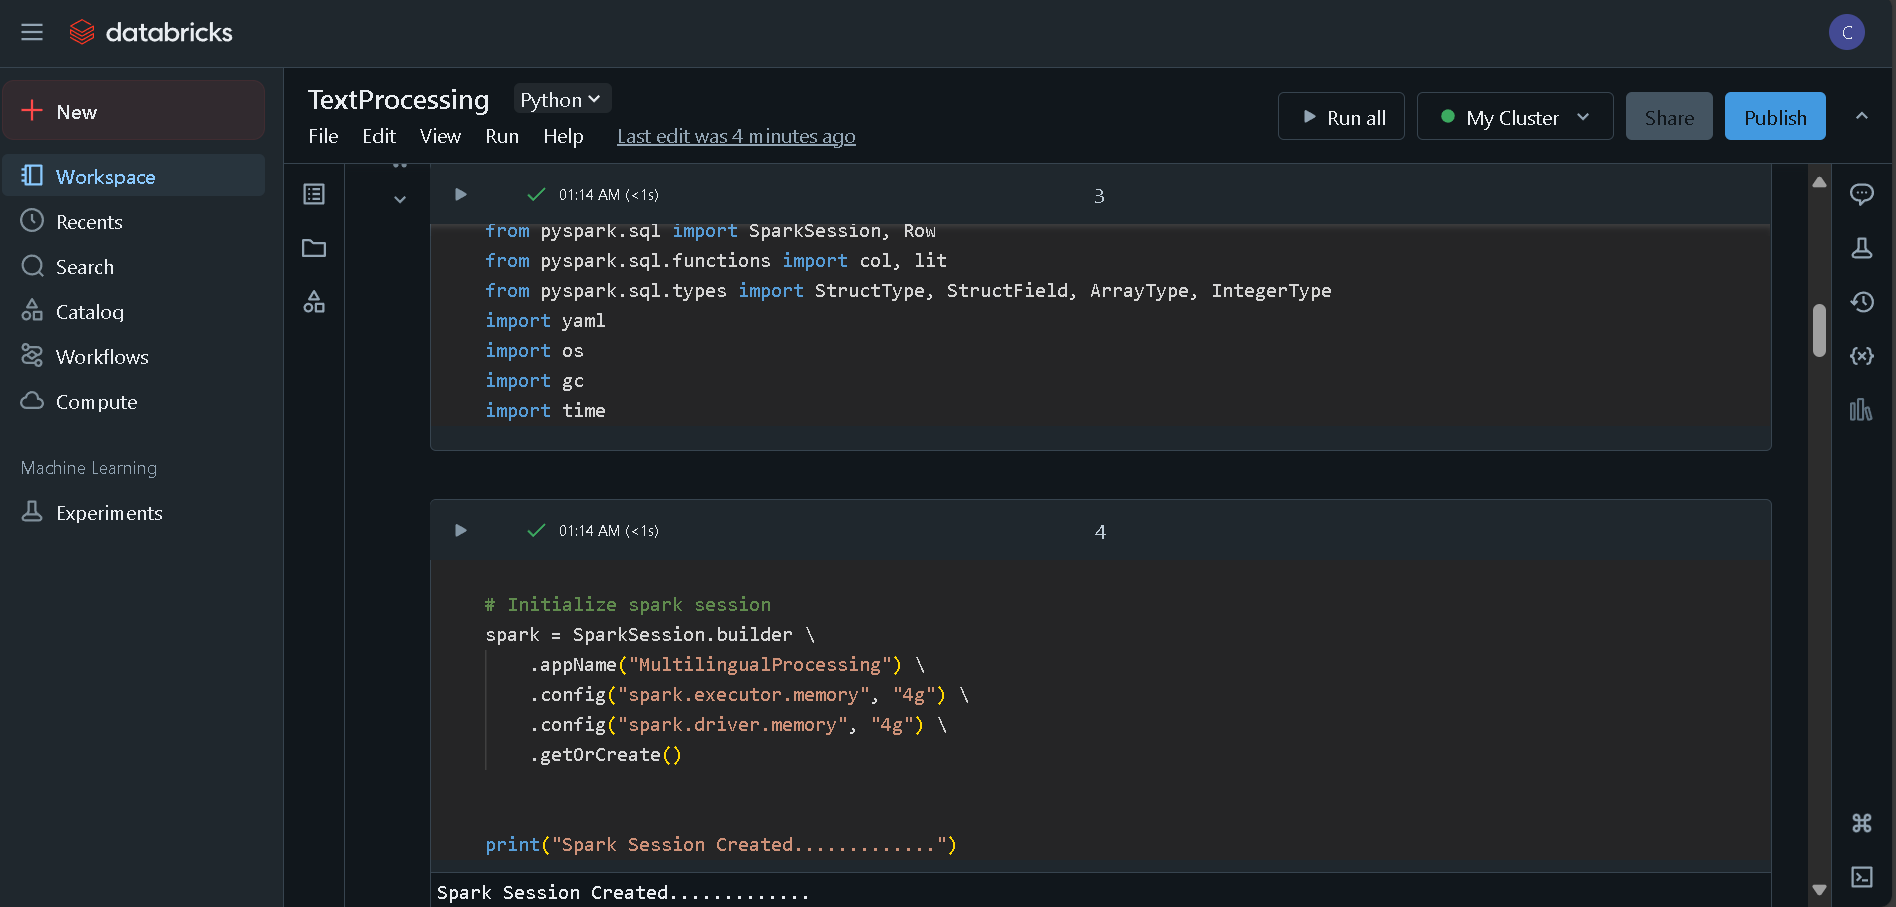 databricks
C
New
Workspace
Recents
Search
Catalog
Workflows
Compute
Machine Learning
Experiments
TextProcessing
Python
File Edit View Run Help Last edit was 4 minutes ago
Run all
My Cluster
Share
Publish
01:14 AM (<1s)
3
from pyspark.sql import SparkSession, Row
from pyspark.sql.functions import col, lit
from pyspark.sql.types import StructType, StructField, ArrayType, IntegerType
import yaml
import os
import gc
import time
01:14 AM (<1s)
4
# Initialize spark session
spark = SparkSession.builder \
    .appName("MultilingualProcessing") \
    .config("spark.executor.memory", "4g") \
    .config("spark.driver.memory", "4g") \
    .getOrCreate()
print("Spark Session Created.............")
Spark Session Created.............